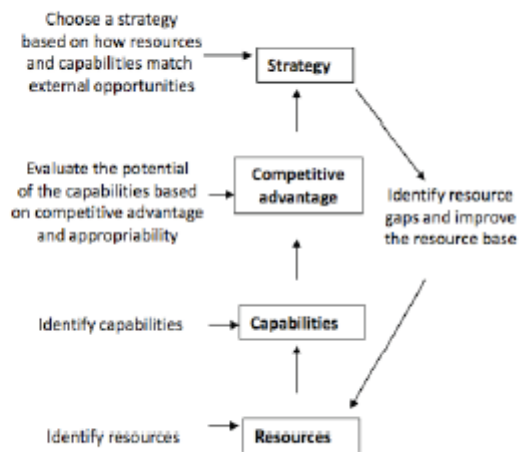 Choose a strategy
based on how resources
and capabilities match
external opportunities
Strategy
Evaluate the potential
of the capabilities based
on competitive advantage
and appropriability
Competitive
advantage
Identify resource
gaps and improve
the resource base
Identify capabilities
Capabilities
Identify resources
Resources